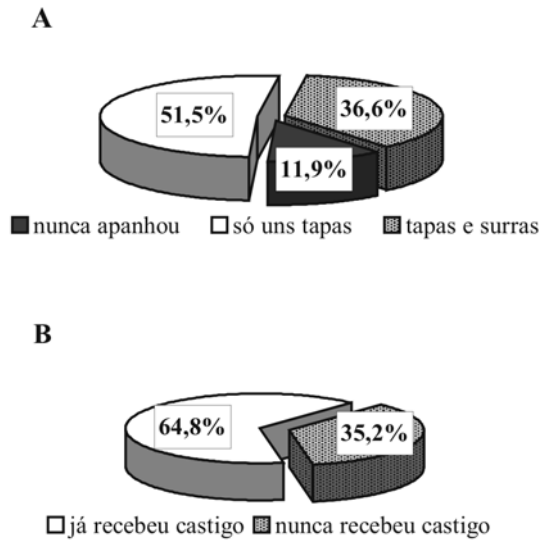 A
51,5%
36,6%
11,9%
nunca apanhou só uns tapas tapas e surras
B
64,8%
35,2%
já recebeu castigo nunca recebeu castigo